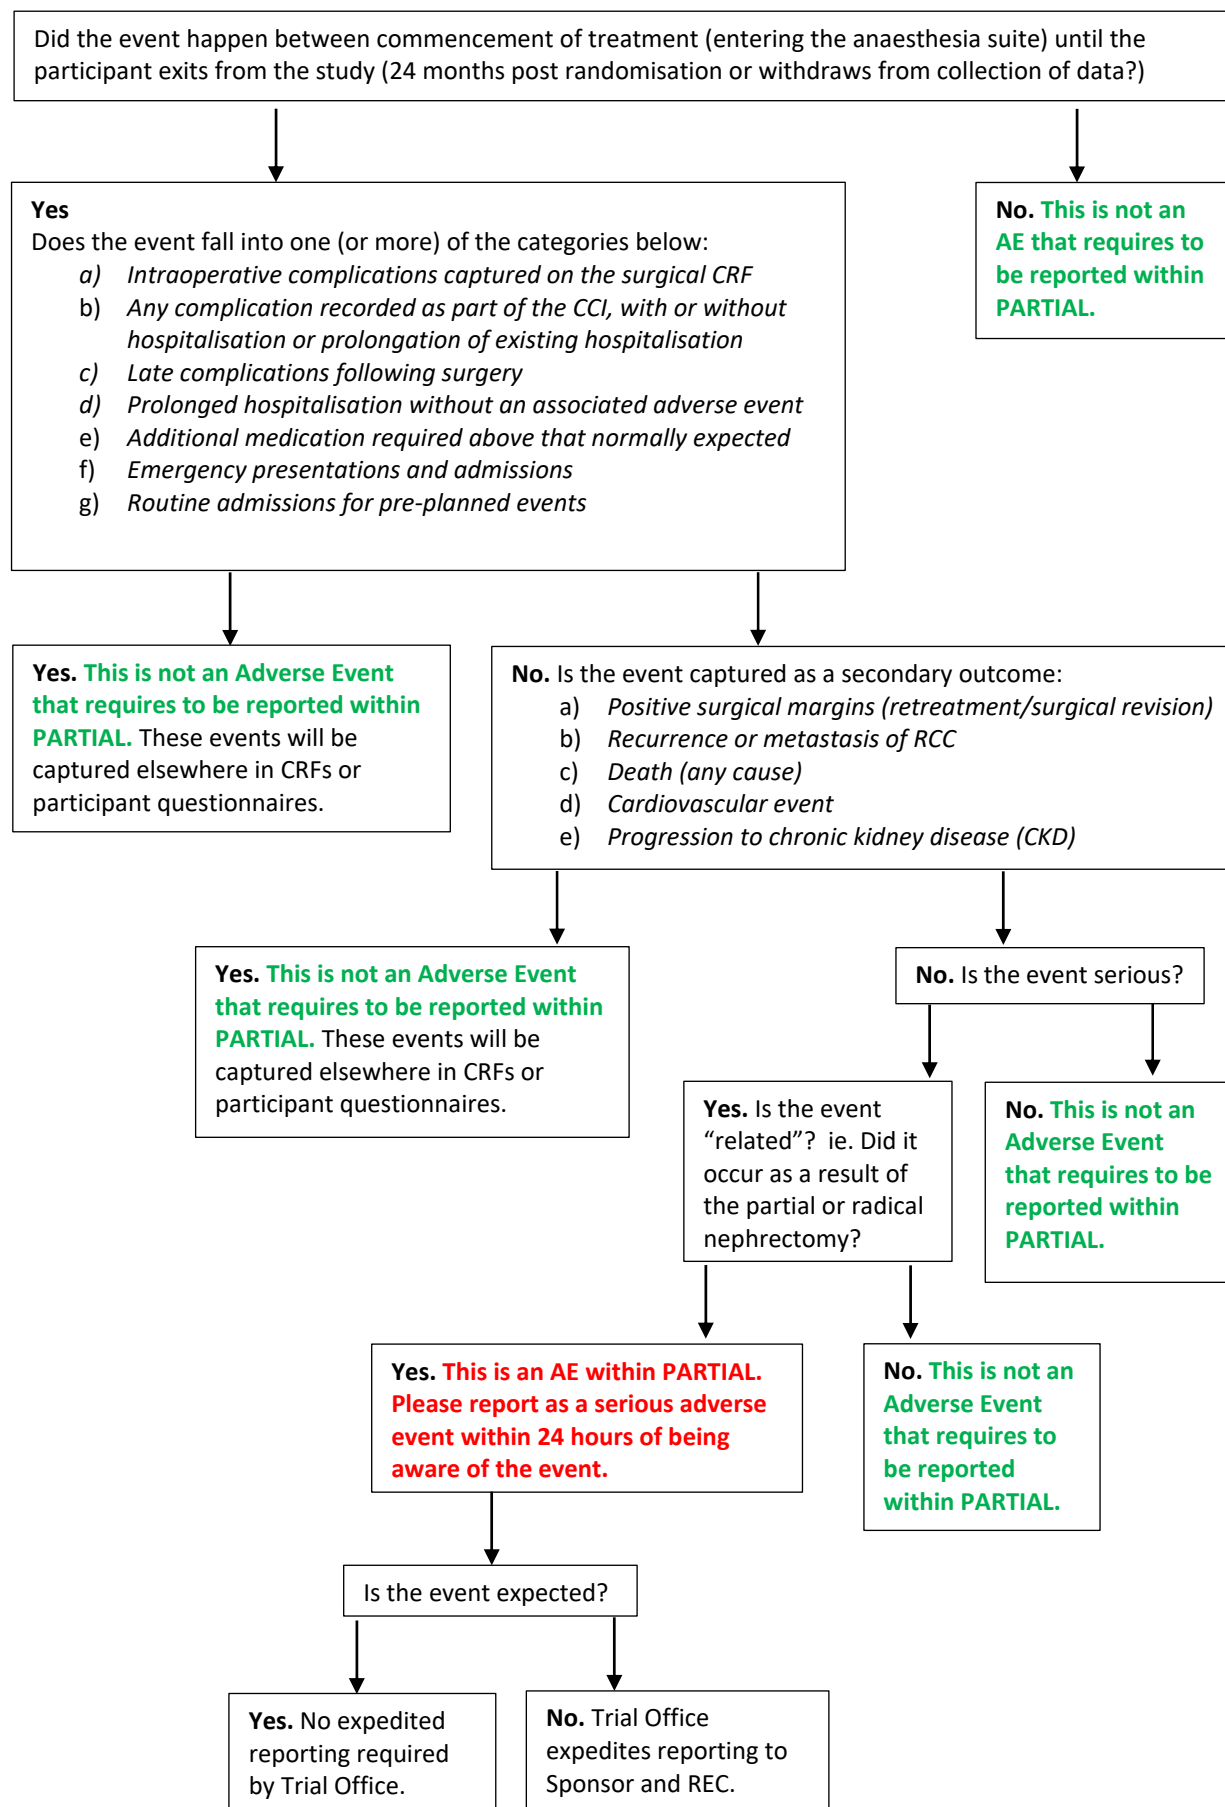 Did the event happen between commencement of treatment (entering the anaesthesia suite) until the
participant exits from the study (24 months post randomisation or withdraws from collection of data?)
Yes
Does the event fall into one (or more) of the categories below:
a) Intraoperative complications captured on the surgical CRF
b) Any complication recorded as part of the CCI, with or without
hospitalisation or prolongation of existing hospitalisation
c) Late complications following surgery
d) Prolonged hospitalisation without an associated adverse event
e) Additional medication required above that normally expected
f) Emergency presentations and admissions
g) Routine admissions for pre-planned events
No. This is not an
AE that requires to
be reported within
PARTIAL.
Yes. This is not an Adverse Event
that requires to be reported within
PARTIAL. These events will be
captured elsewhere in CRFs or
participant questionnaires.
No. Is the event captured as a secondary outcome:
a) Positive surgical margins (retreatment/surgical revision)
b) Recurrence or metastasis of RCC
c) Death (any cause)
d) Cardiovascular event
e) Progression to chronic kidney disease (CKD)
Yes. This is not an Adverse Event
that requires to be reported within
PARTIAL. These events will be
captured elsewhere in CRFs or
participant questionnaires.
No. Is the event serious?
Yes. Is the event
“related”? ie. Did it
occur as a result of
the partial or radical
nephrectomy?
No. This is not an
Adverse Event
that requires to be
reported within
PARTIAL.
Yes. This is an AE within PARTIAL.
Please report as a serious adverse
event within 24 hours of being
aware of the event.
No. This is not an
Adverse Event
that requires to
be reported
within PARTIAL.
Is the event expected?
Yes. No expedited
reporting required
by Trial Office.
No. Trial Office
expedites reporting to
Sponsor and REC.